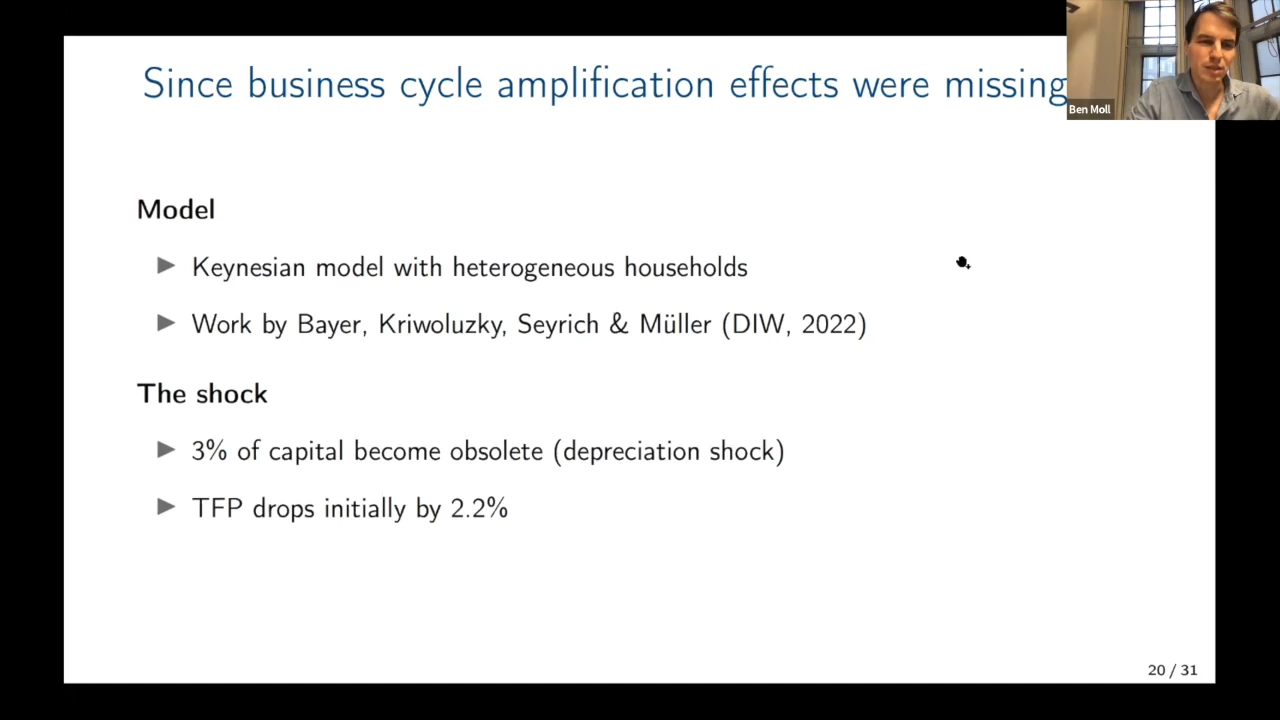 Since business cycle amplification effects were missing
Ben Moll
Model
▶ Keynesian model with heterogeneous households
▶ Work by Bayer, Kriwoluzky, Seyrich & Müller (DIW, 2022)
The shock
▶ 3% of capital become obsolete (depreciation shock)
▶ TFP drops initially by 2.2%
20 / 31